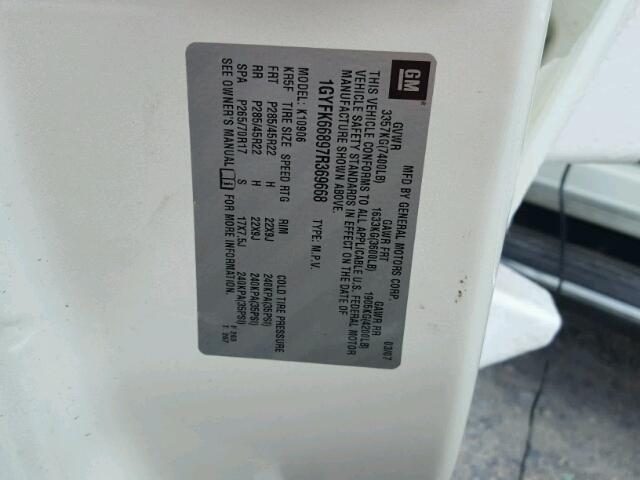 GM
MFD BY GENERAL MOTORS CORP. 03/07
GVWR GAWR FRT GAWR RR
3357KG(7400LB) 1633KG(3600LB) 1905KG(4200LB)
THIS VEHICLE CONFORMS TO ALL APPLICABLE U.S. FEDERAL MOTOR
VEHICLE SAFETY STANDARDS IN EFFECT ON THE DATE OF
MANUFACTURE SHOWN ABOVE.
1GYFK66897R369668 TYPE: M.P.V.
MODEL: K10906
KR5F TIRE SIZE SPEED RTG RIM COLD TIRE PRESSURE
FRT P285/45R22 H 22X9J 240KPA(35PSI)
RR P285/45R22 H 22X9J 240KPA(35PSI)
SPA P265/70R17 S 17X7.5J 240KPA(35PSI)
SEE OWNER'S MANUAL FOR MORE INFORMATION.